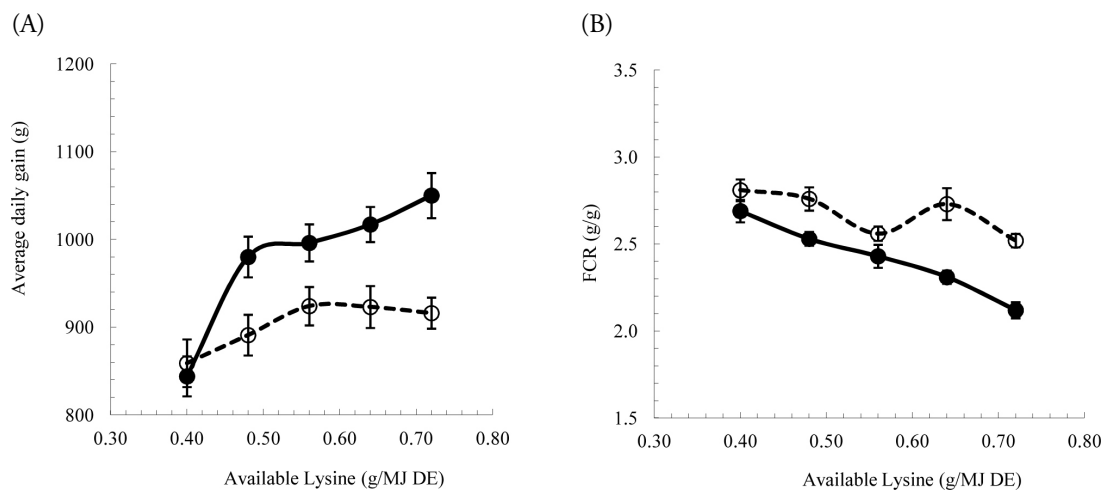 (A)
1200
1100
1000
900
800
Average daily gain (g)
0.30 0.40 0.50 0.60 0.70 0.80
Available Lysine (g/MJ DE)
(B)
3.5
3.0
2.5
2.0
1.5
FCR (g/g)
0.30 0.40 0.50 0.60 0.70 0.80
Available Lysine (g/MJ DE)